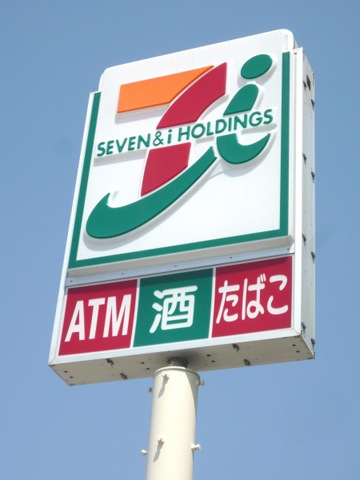 SEVEN & i HOLDINGS
ATM 酒 たばこ